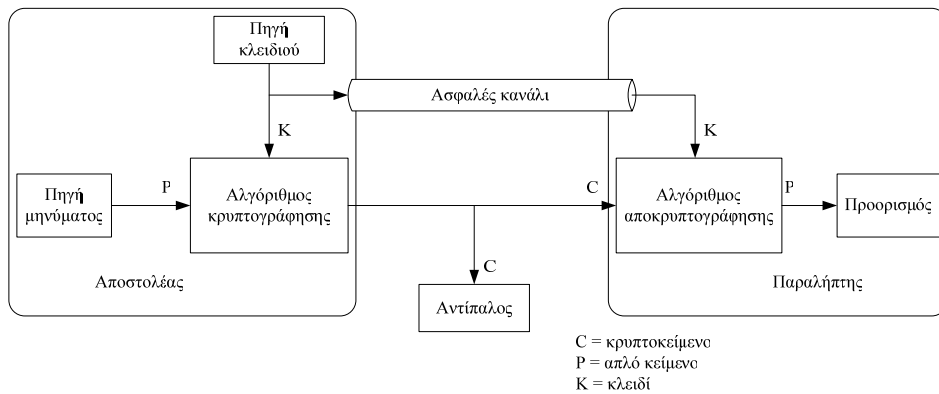 Πηγή
κλειδιού
Ασφαλές κανάλι
K
K
Πηγή
μηνύματος
P
Αλγόριθμος
κρυπτογράφησης
C
Αλγόριθμος
αποκρυπτογράφησης
P
Προορισμός
Αποστολέας
C
Παραλήπτης
Αντίπαλος
C = κρυπτοκείμενο
P = απλό κείμενο
K = κλειδί